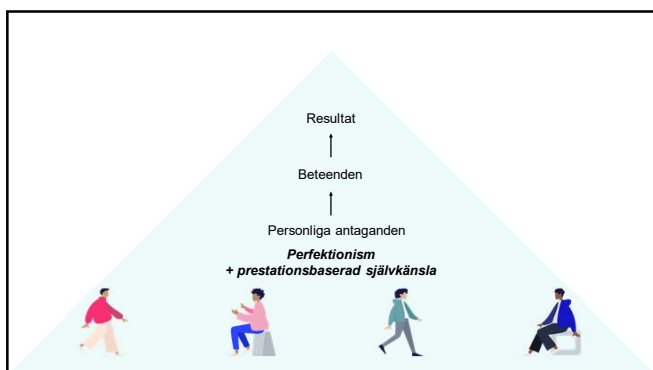 Resultat
Beteenden
Personliga antaganden
Perfektionism
+ prestationsbaserad självkänsla